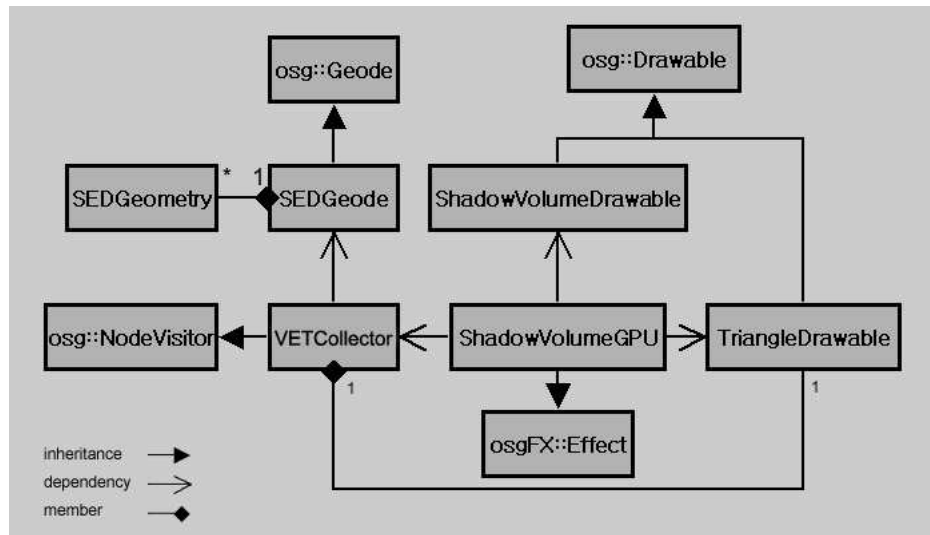 osg::Geode
osg::Drawable
*
1
SEDGeometry
SEDGeode
ShadowVolumeDrawable
osg::NodeVisitor
VETCollector
ShadowVolumeGPU
TriangleDrawable
1
1
osgFX::Effect
inheritance
dependency
member